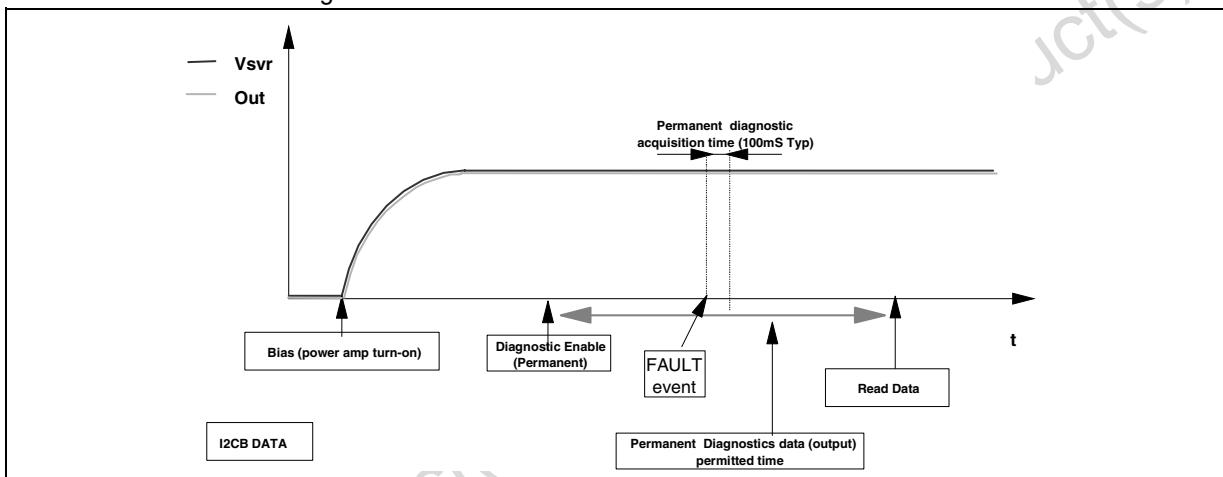 Vsvr
Out
Permanent diagnostic
acquisition time (100mS Typ)
t
Bias (power amp turn-on)
Diagnostic Enable
(Permanent)
FAULT
event
Read Data
I2CB DATA
Permanent Diagnostics data (output)
permitted time